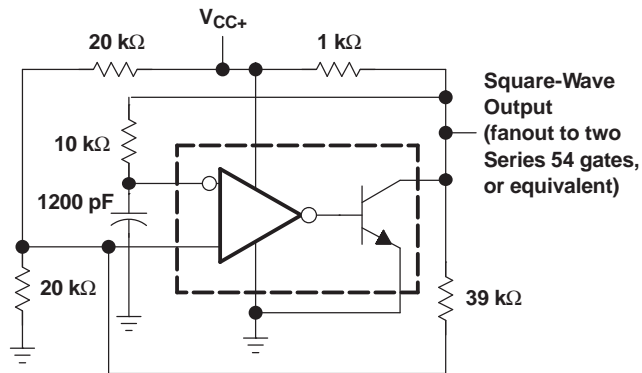 V_CC+
20 kΩ
1 kΩ
Square-Wave
Output
(fanout to two
Series 54 gates,
or equivalent)
10 kΩ
1200 pF
20 kΩ
39 kΩ